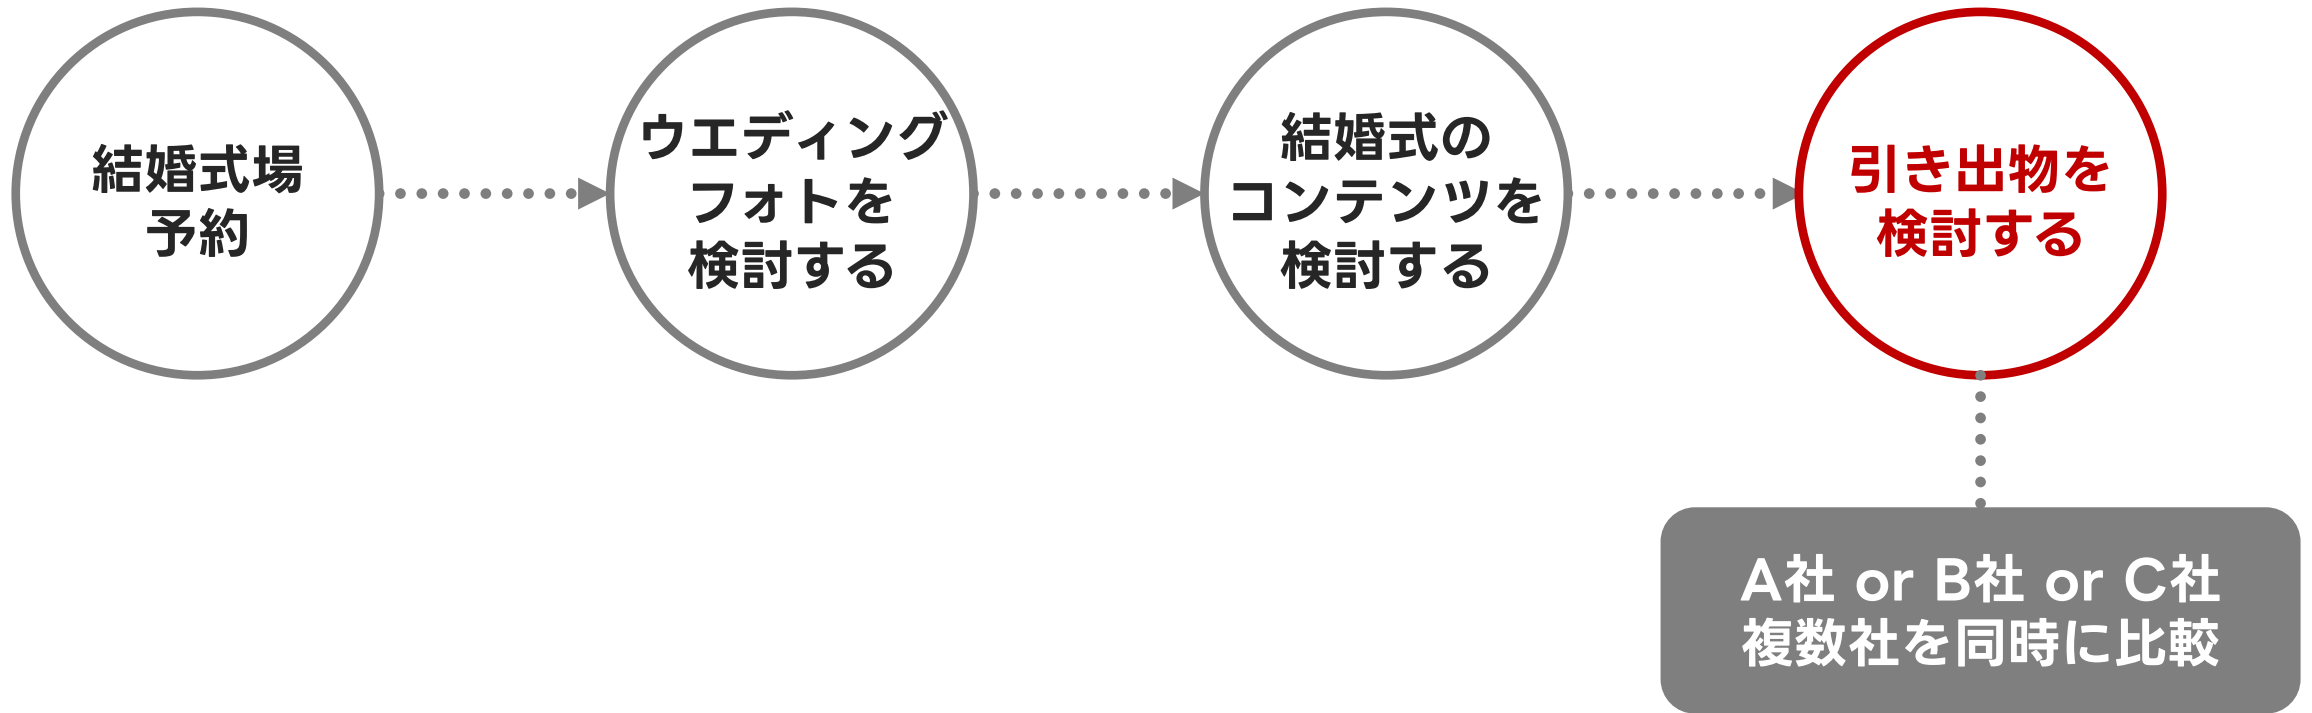 結婚式場
予約
ウエディング
フォトを
検討する
結婚式の
コンテンツを
検討する
引き出物を
検討する
A社 or B社 or C社
複数社を同時に比較